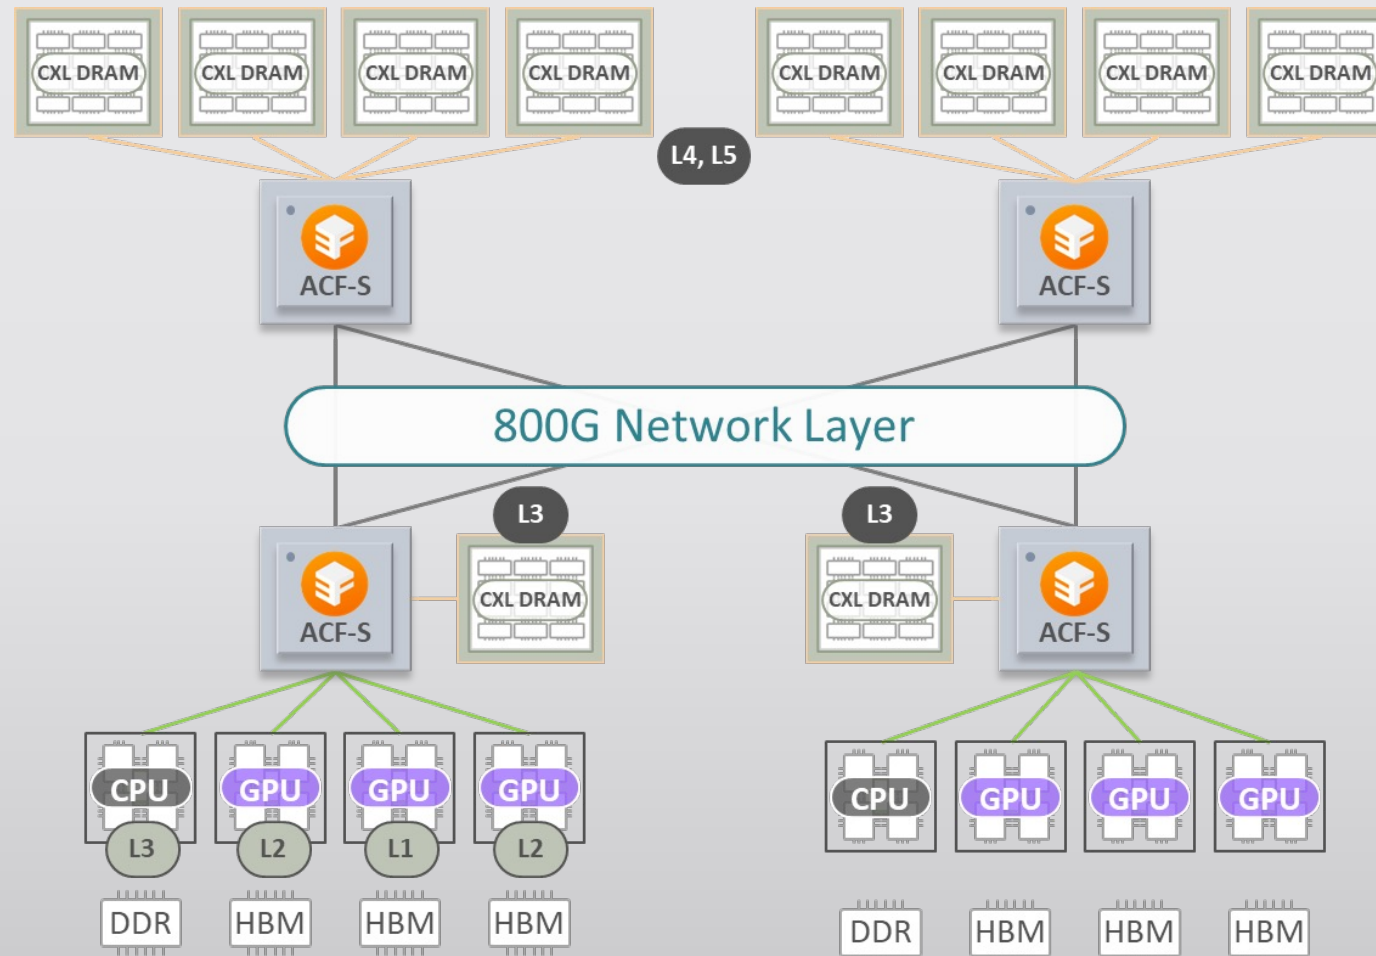 CXL DRAM
CXL DRAM
CXL DRAM
CXL DRAM
CXL DRAM
CXL DRAM
CXL DRAM
CXL DRAM
L4, L5
ACF-S
ACF-S
800G Network Layer
L3
L3
CXL DRAM
CXL DRAM
ACF-S
ACF-S
CPU
GPU
GPU
GPU
CPU
GPU
GPU
GPU
L3
L2
L1
L2
DDR
HBM
HBM
HBM
DDR
HBM
HBM
HBM